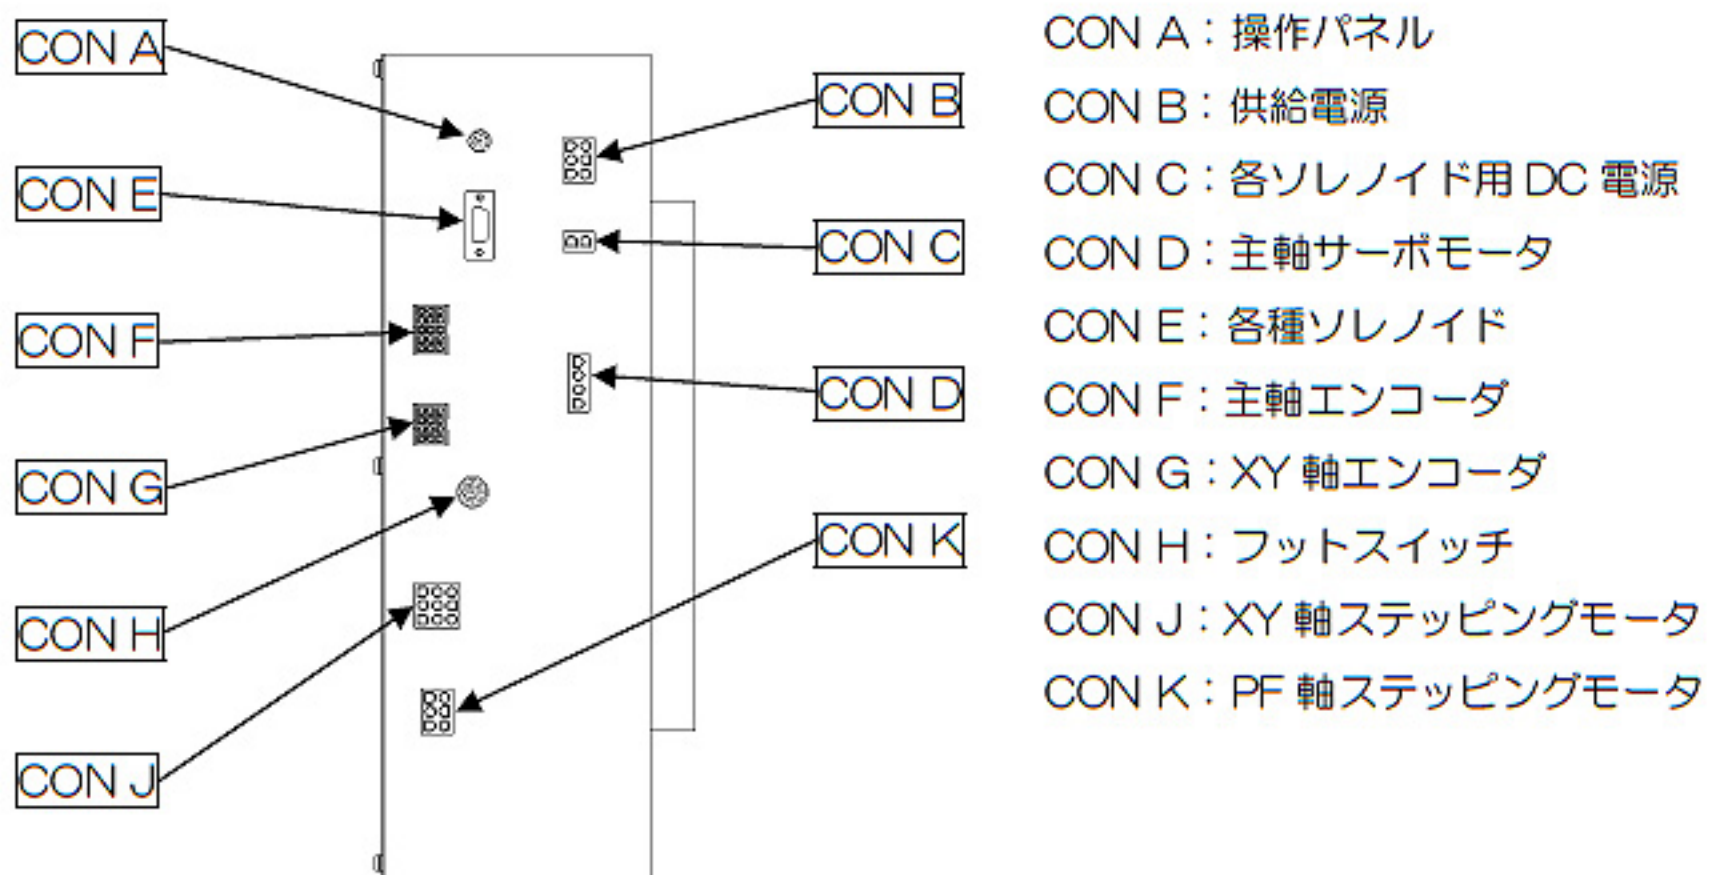 CON A
CON E
CON F
CON G
CON H
CON J
CON B
CON C
CON D
CON K
CON A：操作パネル
CON B：供給電源
CON C：各ソレノイド用 DC 電源
CON D：主軸サーボモータ
CON E：各種ソレノイド
CON F：主軸エンコーダ
CON G：XY 軸エンコーダ
CON H：フットスイッチ
CON J：XY 軸ステッピングモータ
CON K：PF 軸ステッピングモータ